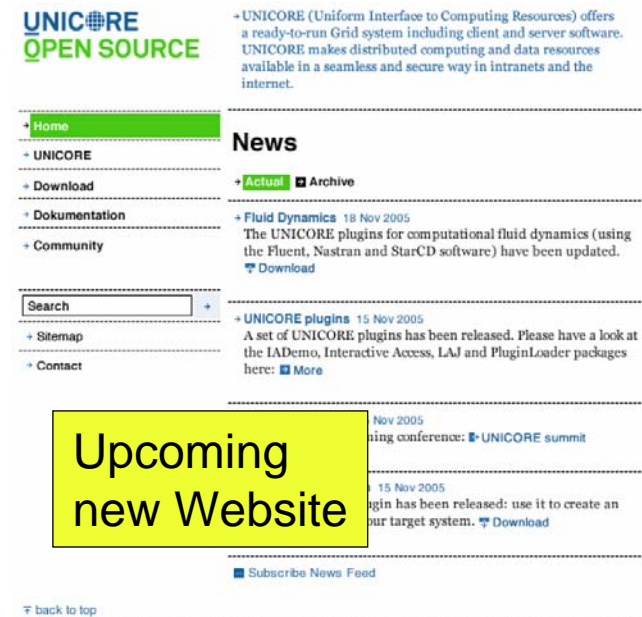 UNICORE
OPEN SOURCE
UNICORE (Uniform Interface to Computing Resources) offers
a ready-to-run Grid system including client and server software.
UNICORE makes distributed computing and data resources
available in a seamless and secure way in intranets and the
internet.
Home
UNICORE
Download
Dokumentation
Community
Search
Sitemap
Contact
News
Actual Archive
Fluid Dynamics 18 Nov 2005
The UNICORE plugins for computational fluid dynamics (using
the Fluent, Nastran and StarCD software) have been updated.
Download
UNICORE plugins 15 Nov 2005
A set of UNICORE plugins has been released. Please have a look at
the IADemo, Interactive Access, LAJ and PluginLoader packages
here: More
Nov 2005
conference: UNICORE summit
15 Nov 2005
has been released: use it to create an
target system. Download
Subscribe News Feed
Upcoming
new Website
back to top